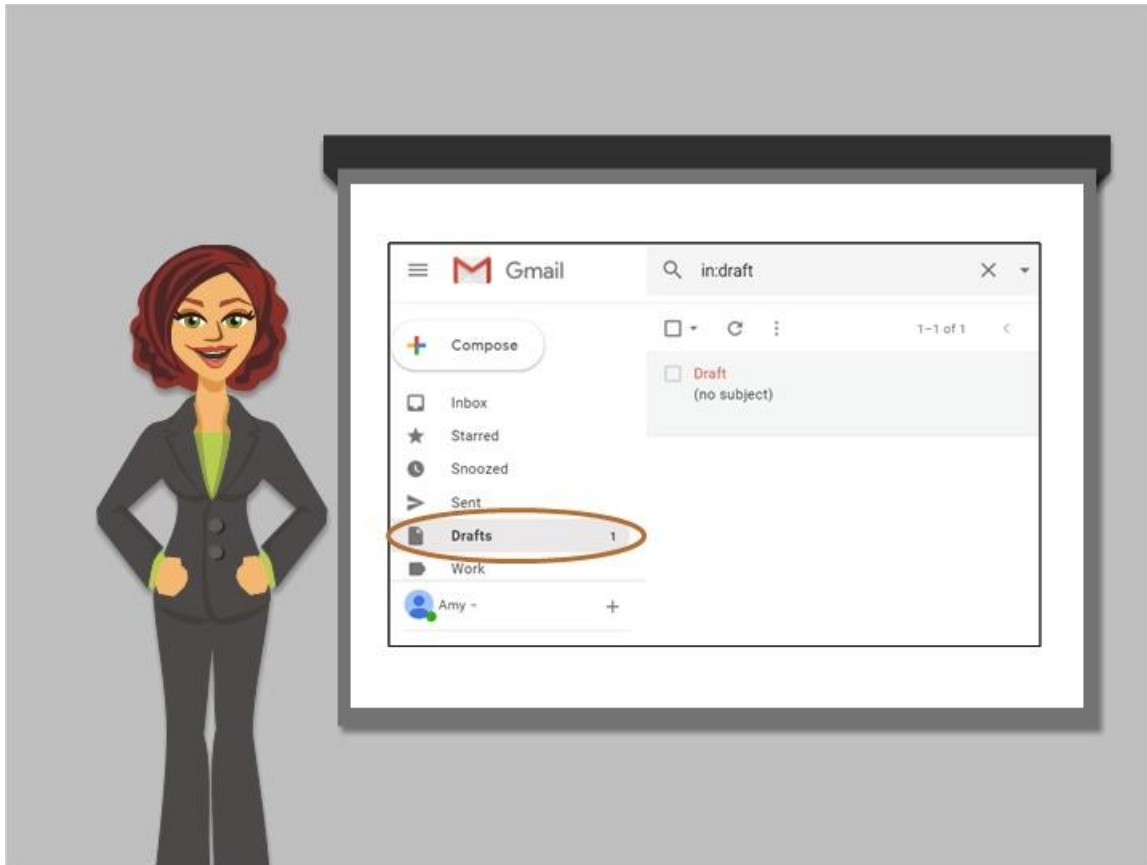 Gmail
in:draft
Compose
1–1 of 1
Draft
(no subject)
Inbox
Starred
Snoozed
Sent
Drafts 1
Work
Amy